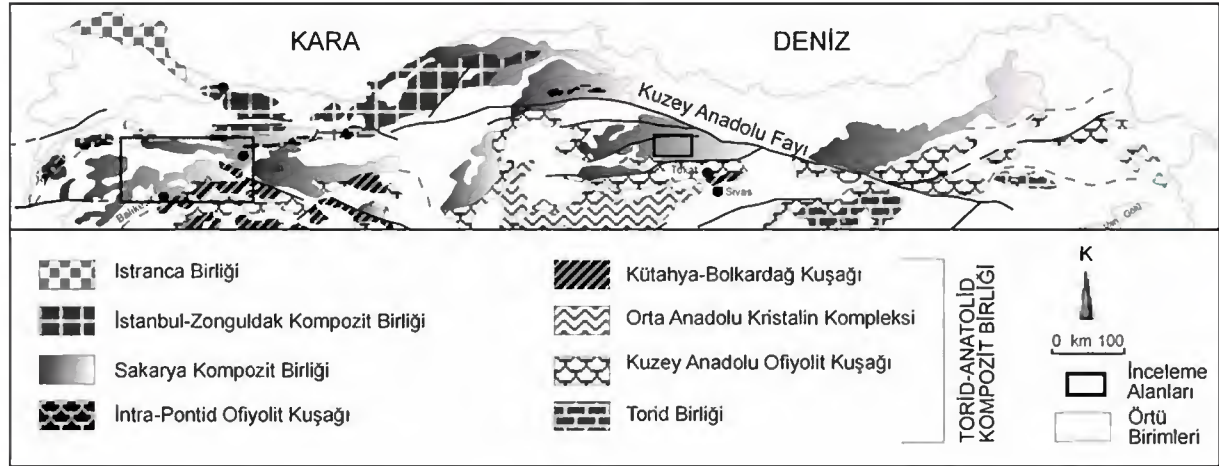 KARA DENİZ
Kuzey Anadolu Fayı
Tokat
Sivas
Van Gölü
Istranca Birliği
İstanbul-Zonguldak Kompozit Birliği
Sakarya Kompozit Birliği
İntra-Pontid Ofiyolit Kuşağı
Kütahya-Bolkardağ Kuşağı
Orta Anadolu Kristalin Kompleksi
Kuzey Anadolu Ofiyolit Kuşağı
Torid Birliği
TORİD-ANATOLİD
KOMPOZİT BİRLİĞİ
K
0 km 100
İnceleme
Alanları
Örtü
Birimleri